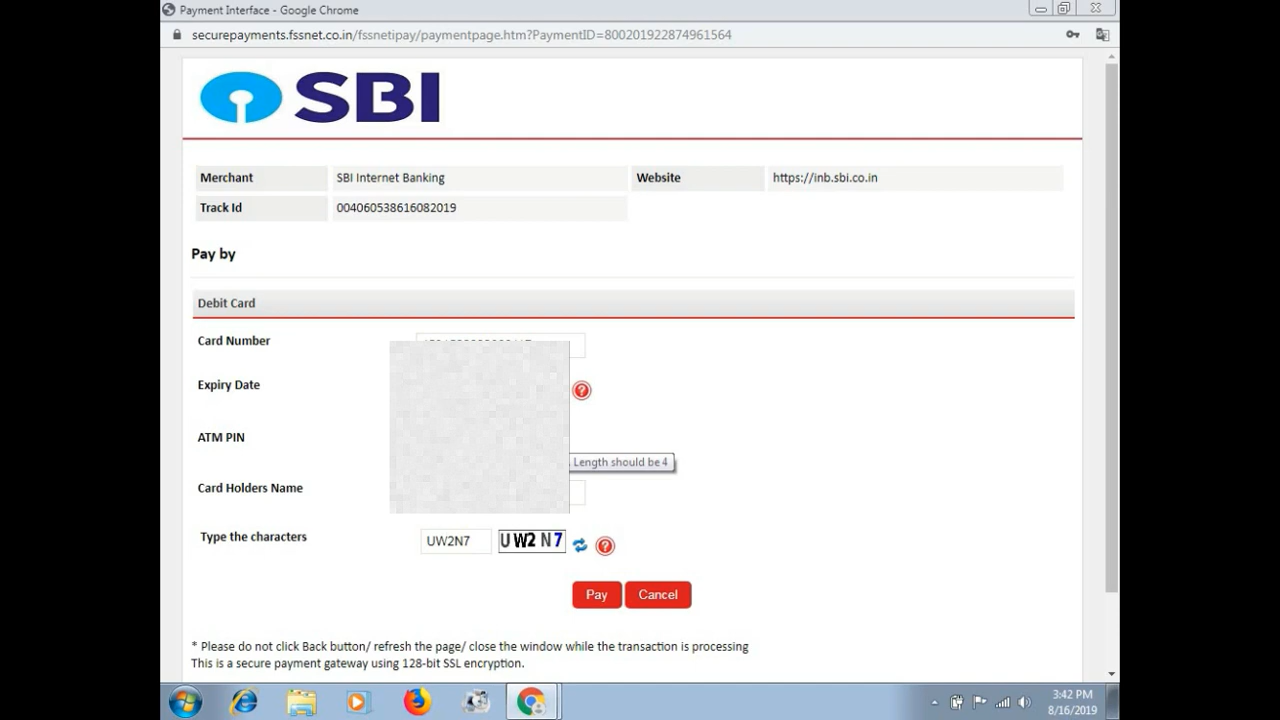 Payment Interface - Google Chrome
securepayments.fssnet.co.in/fssnetipay/paymentpage.htm?PaymentID=800201922874961564
SBI
Merchant SBI Internet Banking Website https://inb.sbi.co.in
Track Id 004060538616082019
Pay by
Debit Card
Card Number
Expiry Date ?
ATM PIN
Length should be 4
Card Holders Name
Type the characters UW2N7 UW2N7 ?
Pay Cancel
* Please do not click Back button/ refresh the page/ close the window while the transaction is processing
This is a secure payment gateway using 128-bit SSL encryption.
3:42 PM
8/16/2019